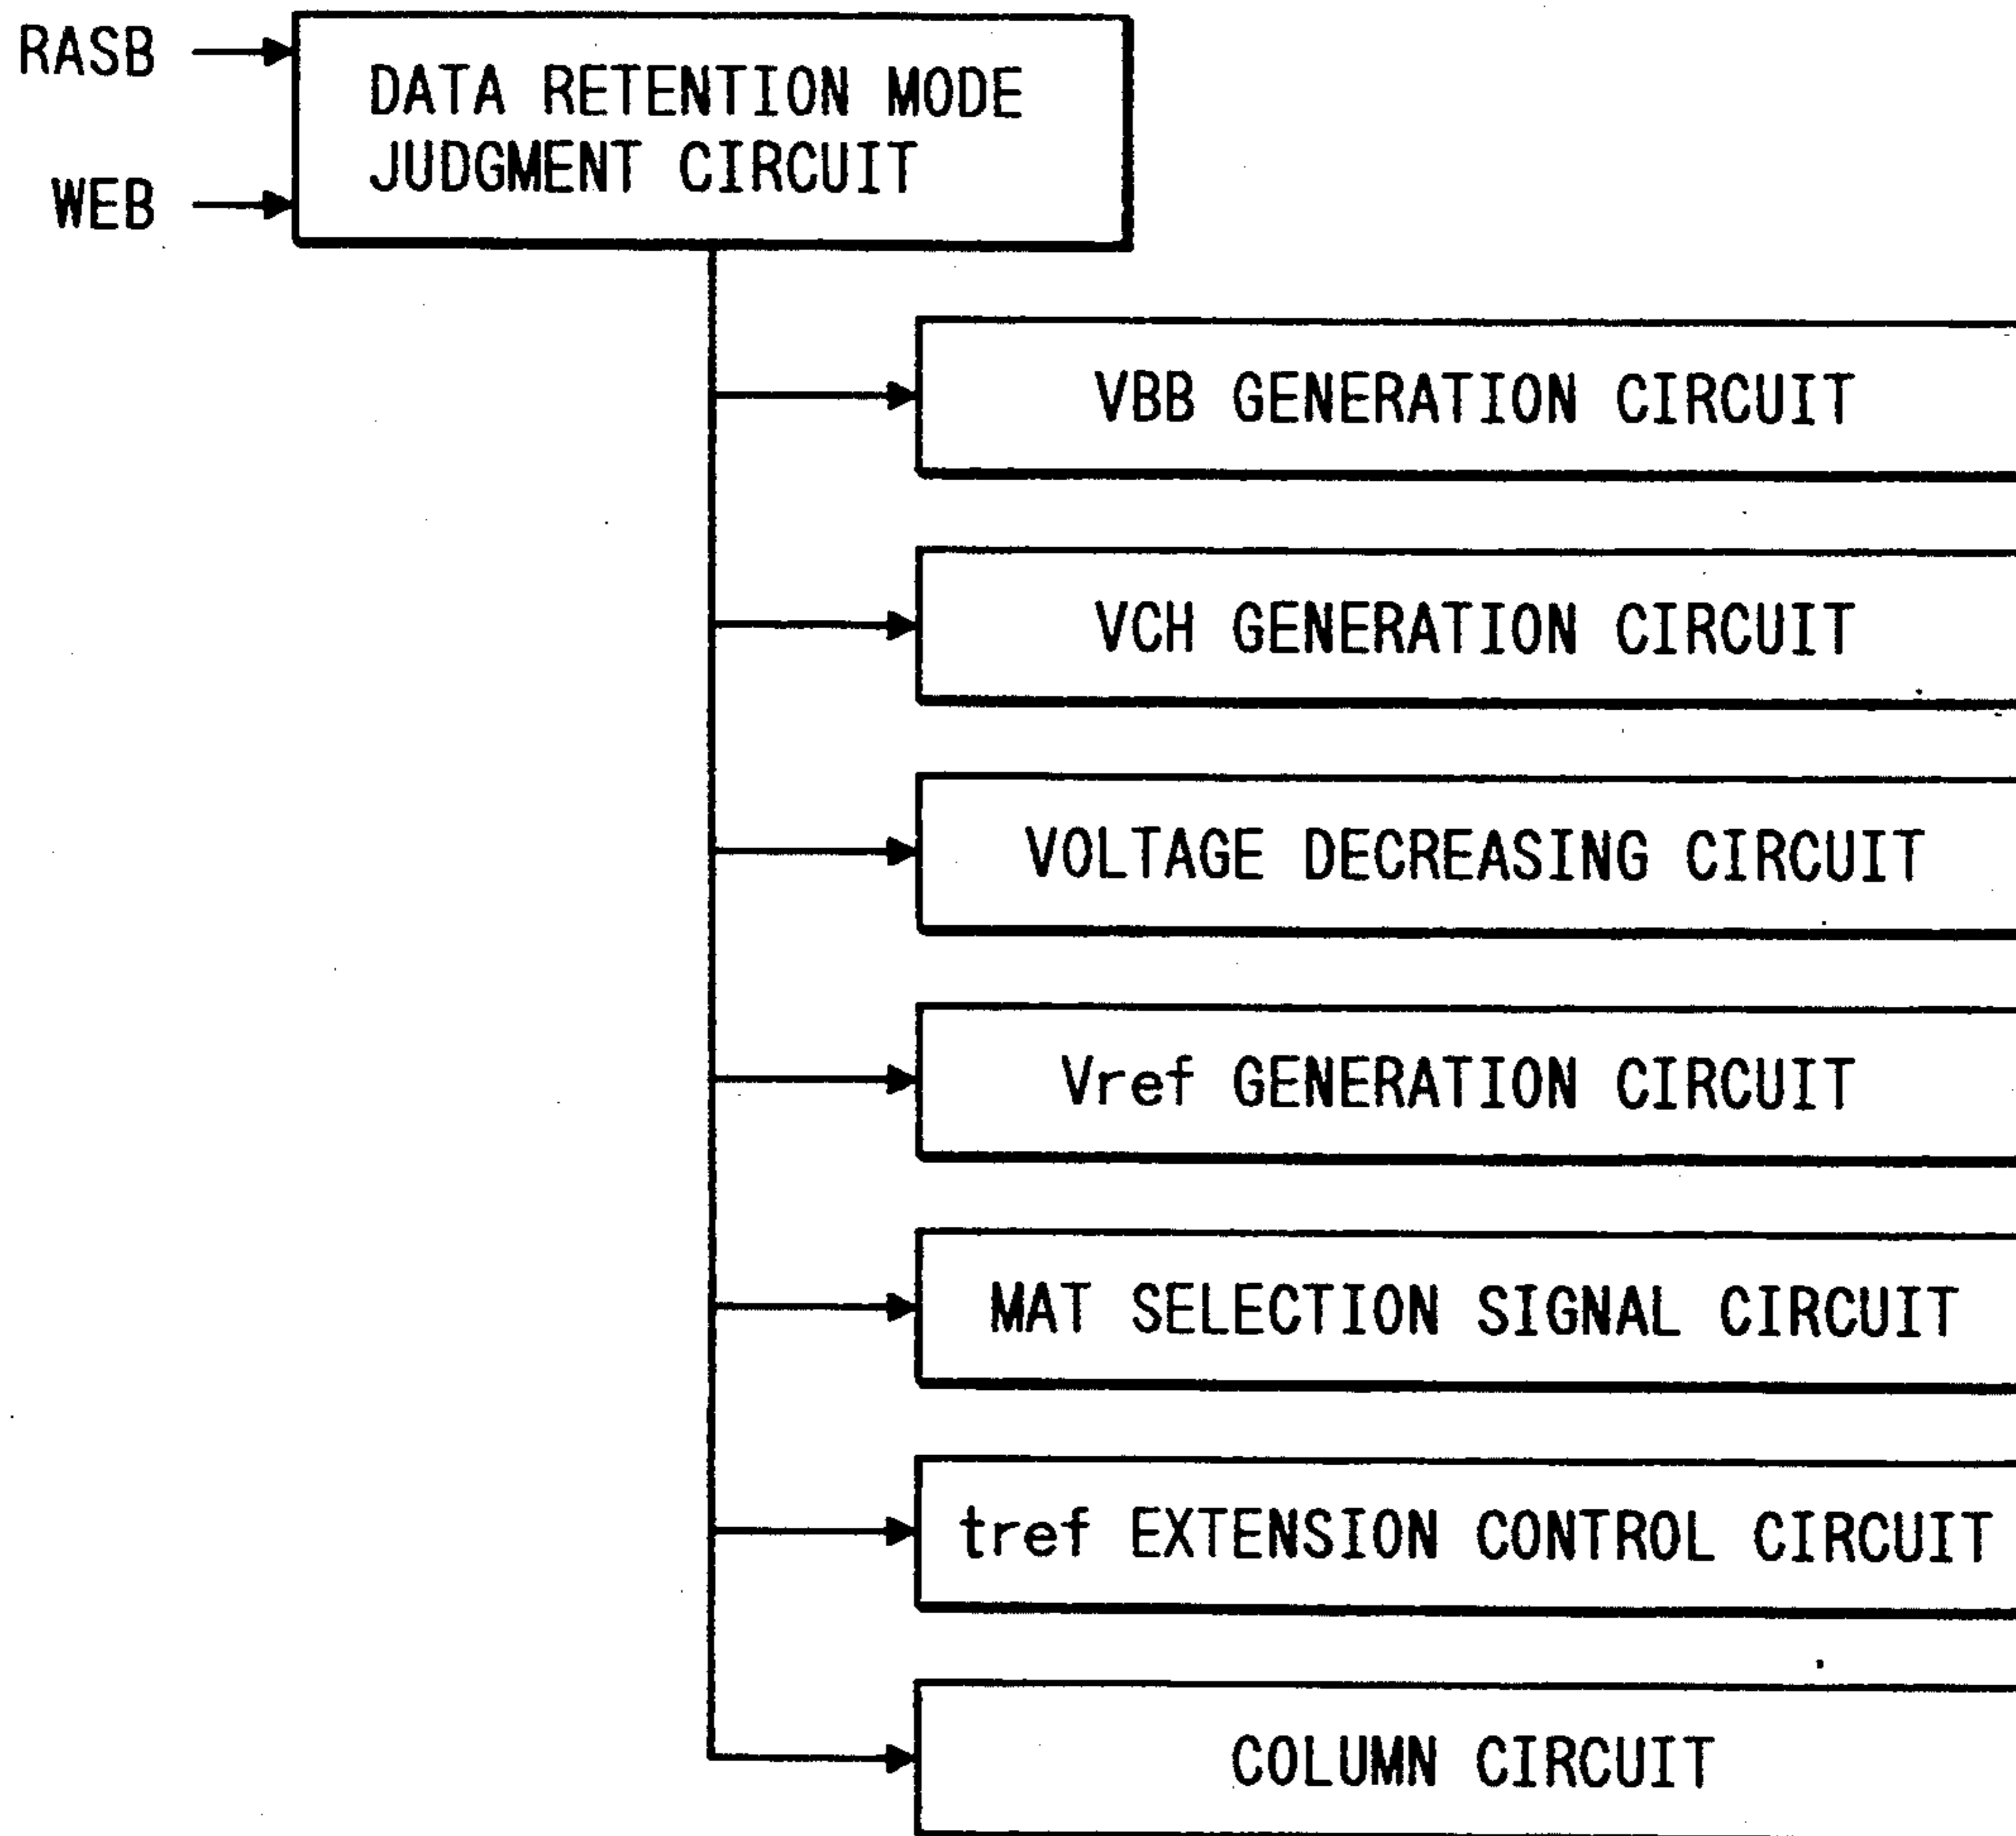 RASB
DATA RETENTION MODE
JUDGMENT CIRCUIT
WEB
VBB GENERATION CIRCUIT
VCH GENERATION CIRCUIT
VOLTAGE DECREASING CIRCUIT
Vref GENERATION CIRCUIT
MAT SELECTION SIGNAL CIRCUIT
tref EXTENSION CONTROL CIRCUIT
COLUMN CIRCUIT